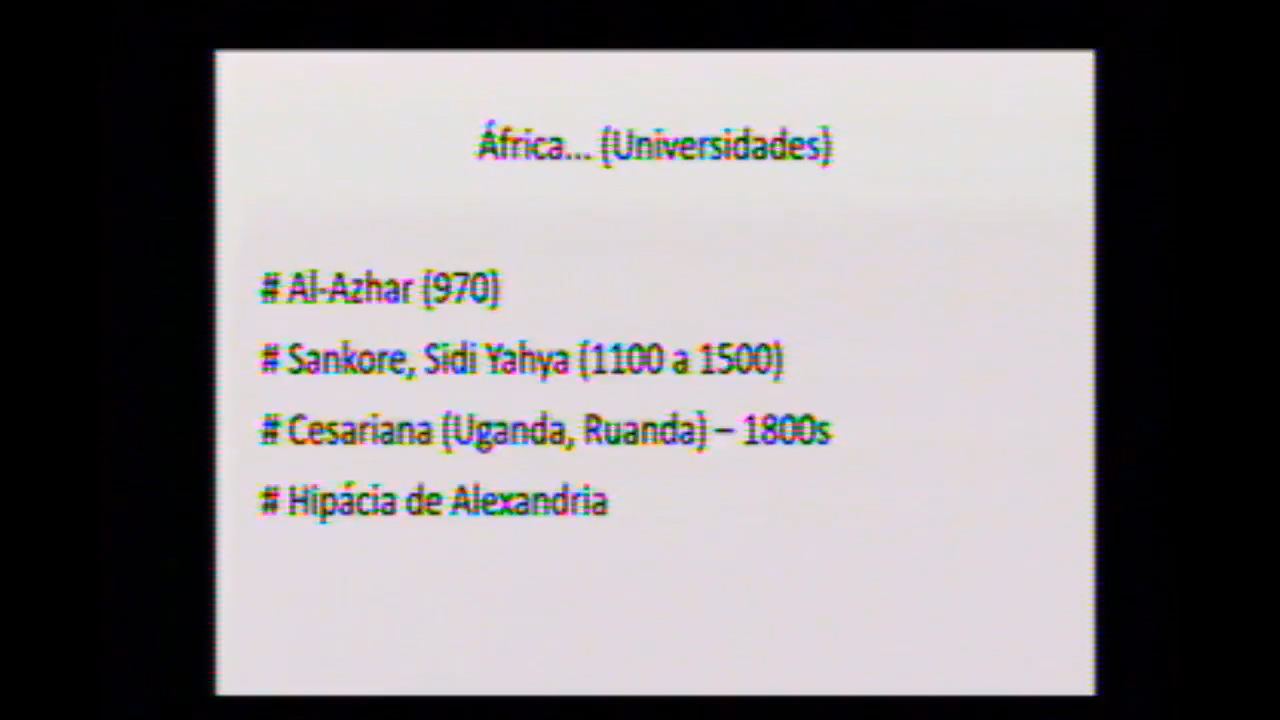 África... (Universidades)
# Al-Azhar (970)
# Sankore, Sidi Yahya (1100 a 1500)
# Cesariana (Uganda, Ruanda) – 1800s
# Hipácia de Alexandria